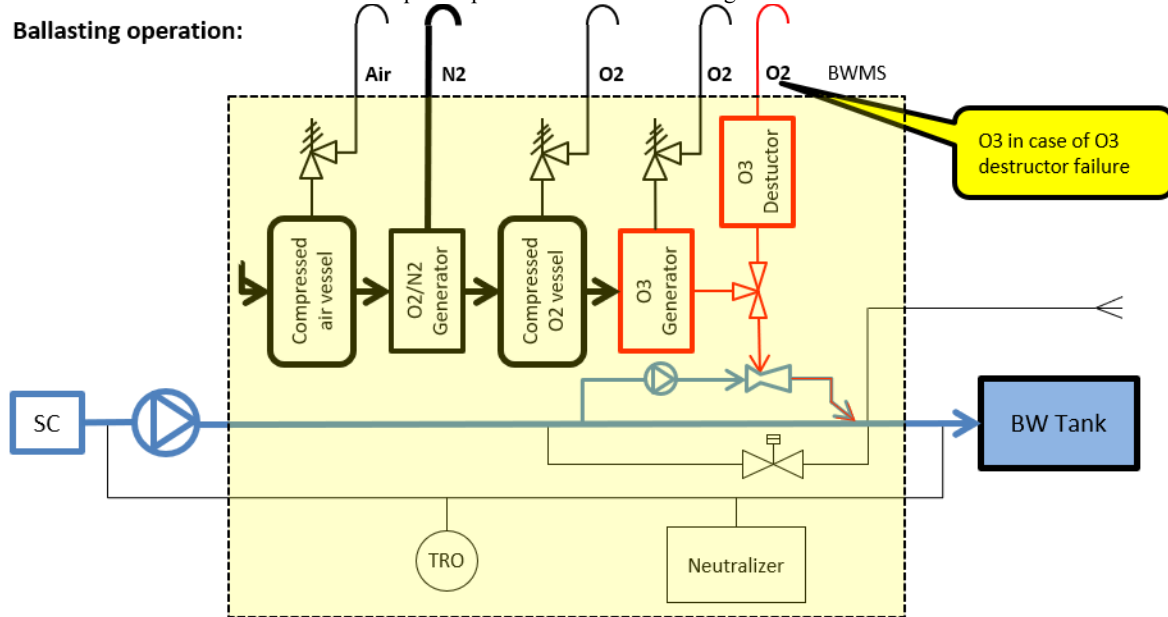 Ballasting operation:
Air
N2
O2
O2
O2
BWMS
O3 in case of O3
destructor failure
O3
Destuctor
Compressed
air vessel
O2/N2
Generator
Compressed
O2 vessel
O3
Generator
SC
BW Tank
TRO
Neutralizer